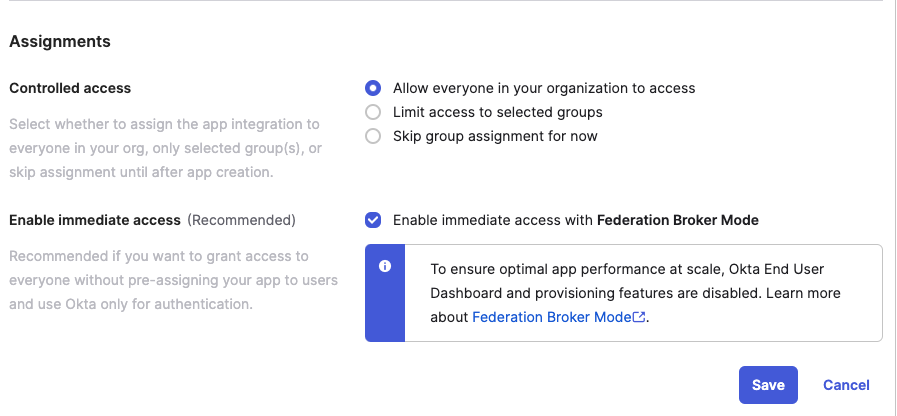 Assignments
Controlled access
Select whether to assign the app integration to
everyone in your org, only selected group(s), or
skip assignment until after app creation.
Allow everyone in your organization to access
Limit access to selected groups
Skip group assignment for now
Enable immediate access (Recommended)
Recommended if you want to grant access to
everyone without pre-assigning your app to users
and use Okta only for authentication.
Enable immediate access with Federation Broker Mode
To ensure optimal app performance at scale, Okta End User
Dashboard and provisioning features are disabled. Learn more
about Federation Broker Mode.
Save Cancel